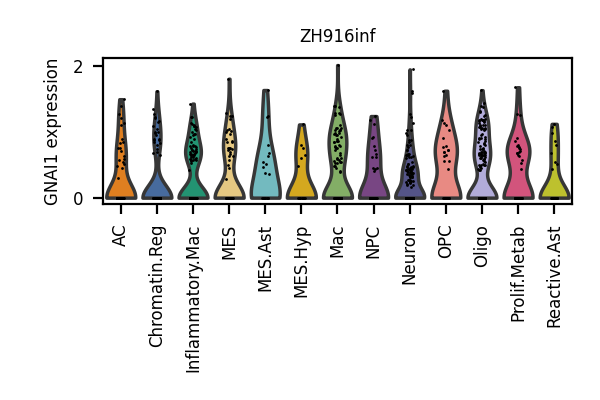 ZH916inf
GNAI1 expression
2
0
AC
Chromatin.Reg
Inflammatory.Mac
MES
MES.Ast
MES.Hyp
Mac
NPC
Neuron
OPC
Oligo
Prolif.Metab
Reactive.Ast